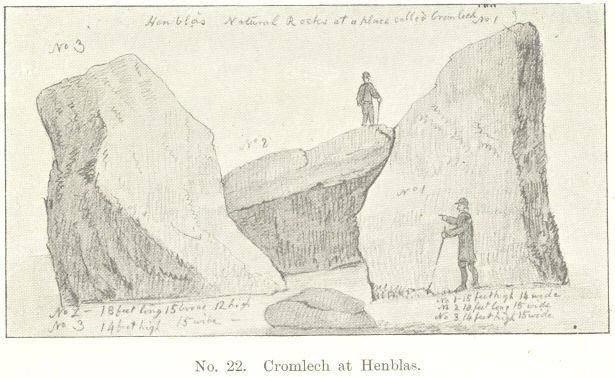 Henblas Natural Rocks at a place called Cromlech No 1
No 3
No 2
No 1
No 2 - 18 feet long 15 broad 12 high
No 3 14 feet high 15 wide
No 1 - 15 feet high 14 wide
No 2 18 feet long 15 wide
No 3 14 feet high 15 wide
No. 22. Cromlech at Henblas.